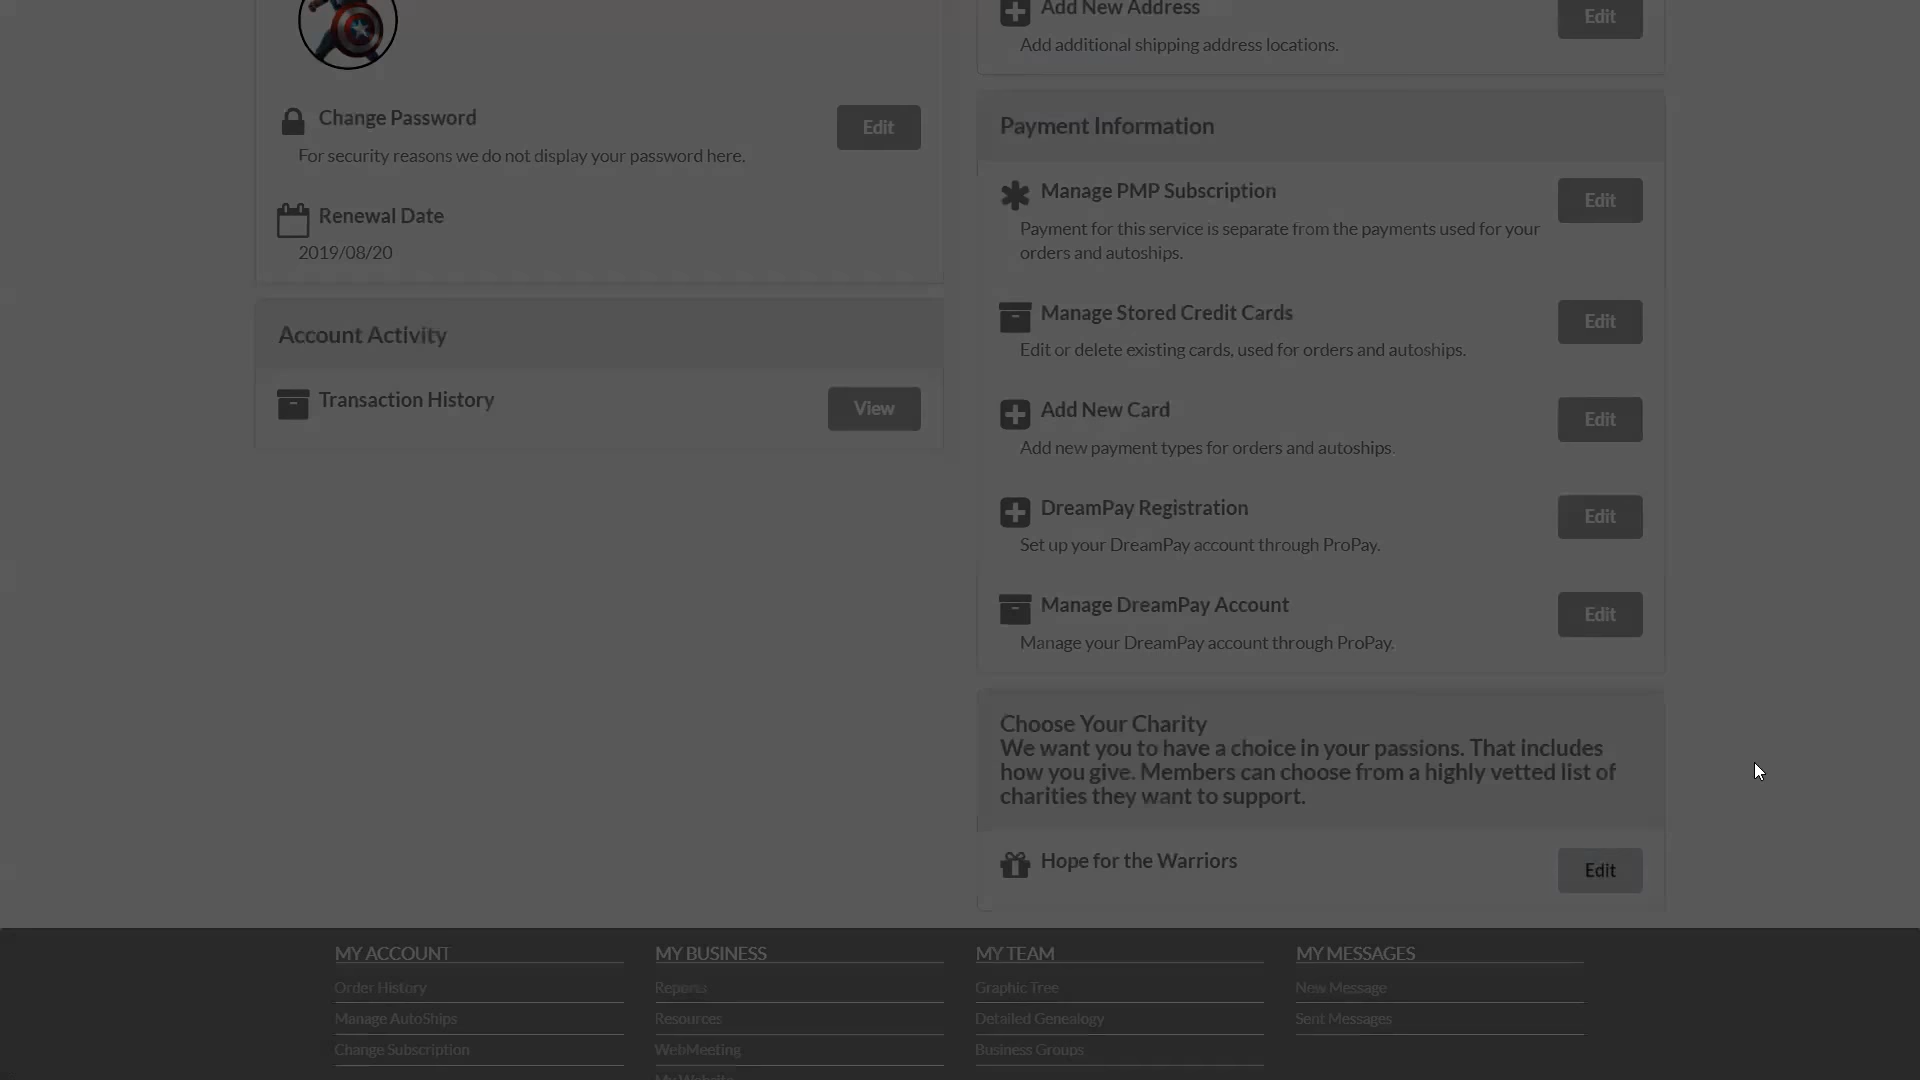 Change Password
Edit
For security reasons we do not display your password here.
Renewal Date
2019/08/20
Account Activity
Transaction History
View
Add New Address
Edit
Add additional shipping address locations.
Payment Information
Manage PMP Subscription
Edit
Payment for this service is separate from the payments used for your
orders and autoships.
Manage Stored Credit Cards
Edit
Edit or delete existing cards, used for orders and autoships.
Add New Card
Edit
Add new payment types for orders and autoships.
DreamPay Registration
Edit
Set up your DreamPay account through ProPay.
Manage DreamPay Account
Edit
Manage your DreamPay account through ProPay.
Choose Your Charity
We want you to have a choice in your passions. That includes
how you give. Members can choose from a highly vetted list of
charities they want to support.
Hope for the Warriors
Edit
MY ACCOUNT
Order History
Manage AutoShips
Change Subscription
MY BUSINESS
Reports
Resources
WebMeeting
My Website
MY TEAM
Graphic Tree
Detailed Genealogy
Business Groups
MY MESSAGES
New Message
Sent Messages